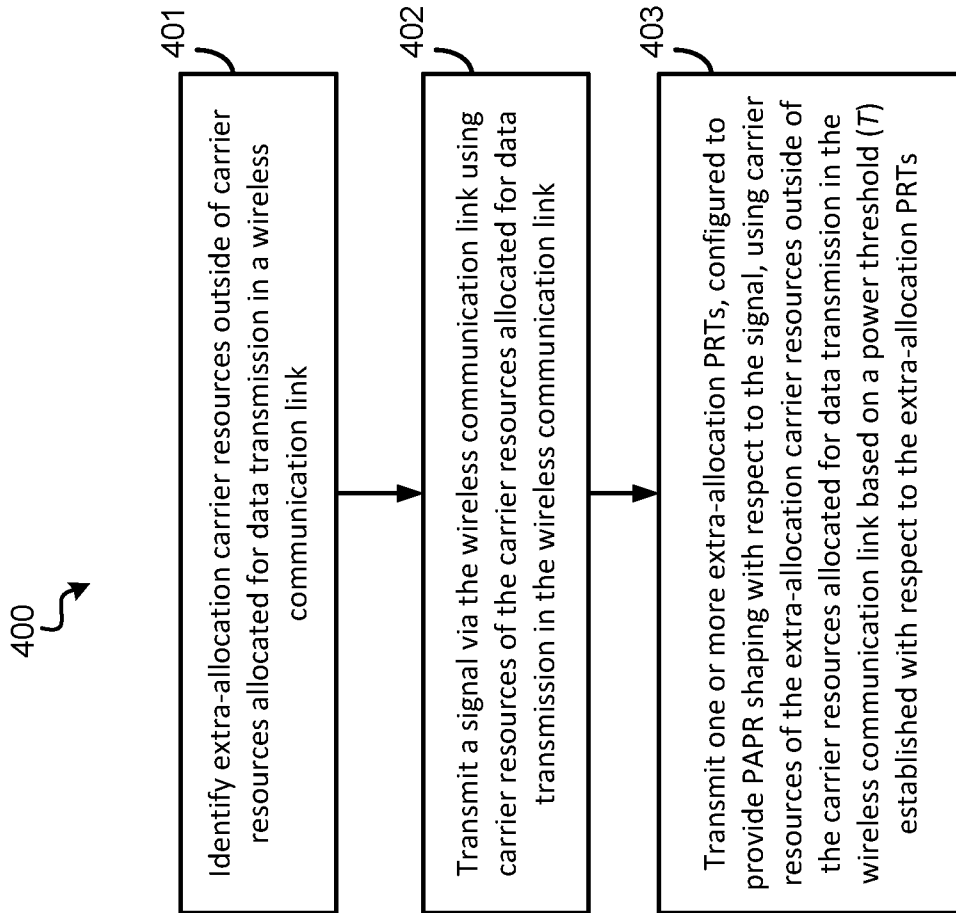 400
401
Identify extra-allocation carrier resources outside of carrier
resources allocated for data transmission in a wireless
communication link
402
Transmit a signal via the wireless communication link using
carrier resources of the carrier resources allocated for data
transmission in the wireless communication link
403
Transmit one or more extra-allocation PRTs, configured to
provide PAPR shaping with respect to the signal, using carrier
resources of the extra-allocation carrier resources outside of
the carrier resources allocated for data transmission in the
wireless communication link based on a power threshold (T)
established with respect to the extra-allocation PRTs